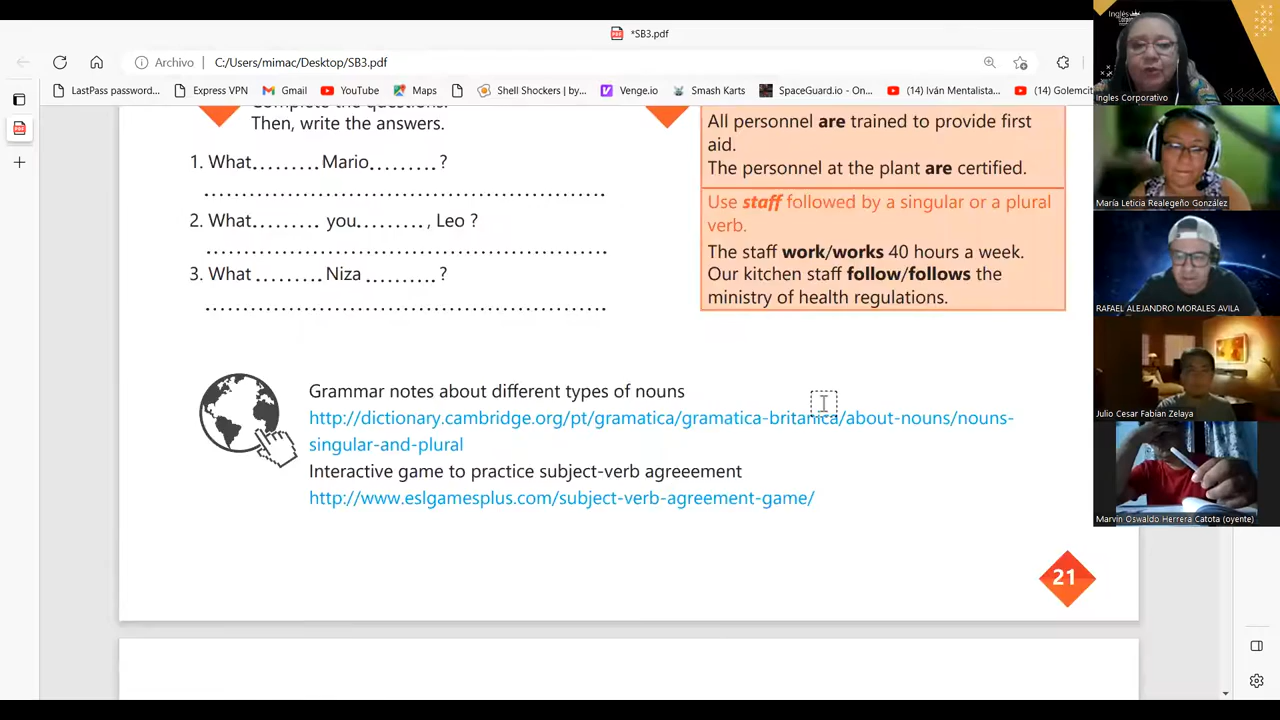 *SB3.pdf
Archivo | C:/Users/mimac/Desktop/SB3.pdf
LastPass password...
Express VPN
Gmail
YouTube
Maps
Shell Shockers | by...
Venge.io
Smash Karts
SpaceGuard.io - On...
(14) Iván Mentalista...
(14) Golemcit
Complete the questions.
Then, write the answers.
1. What......... Mario.........?
2. What......... you........., Leo ?
3. What ......... Niza .........?
All personnel are trained to provide first
aid.
The personnel at the plant are certified.
Use staff followed by a singular or a plural
verb.
The staff work/works 40 hours a week.
Our kitchen staff follow/follows the
ministry of health regulations.
Grammar notes about different types of nouns
http://dictionary.cambridge.org/pt/gramatica/gramatica-britanica/about-nouns/nouns-
singular-and-plural
Interactive game to practice subject-verb agreeement
http://www.eslgamesplus.com/subject-verb-agreement-game/
21
Inglés
Ingles Corporativo
María Leticia Realegeño González
RAFAEL ALEJANDRO MORALES AVILA
Julio Cesar Fabian Zelaya
Marvin Oswaldo Herrera Catota (oyente)